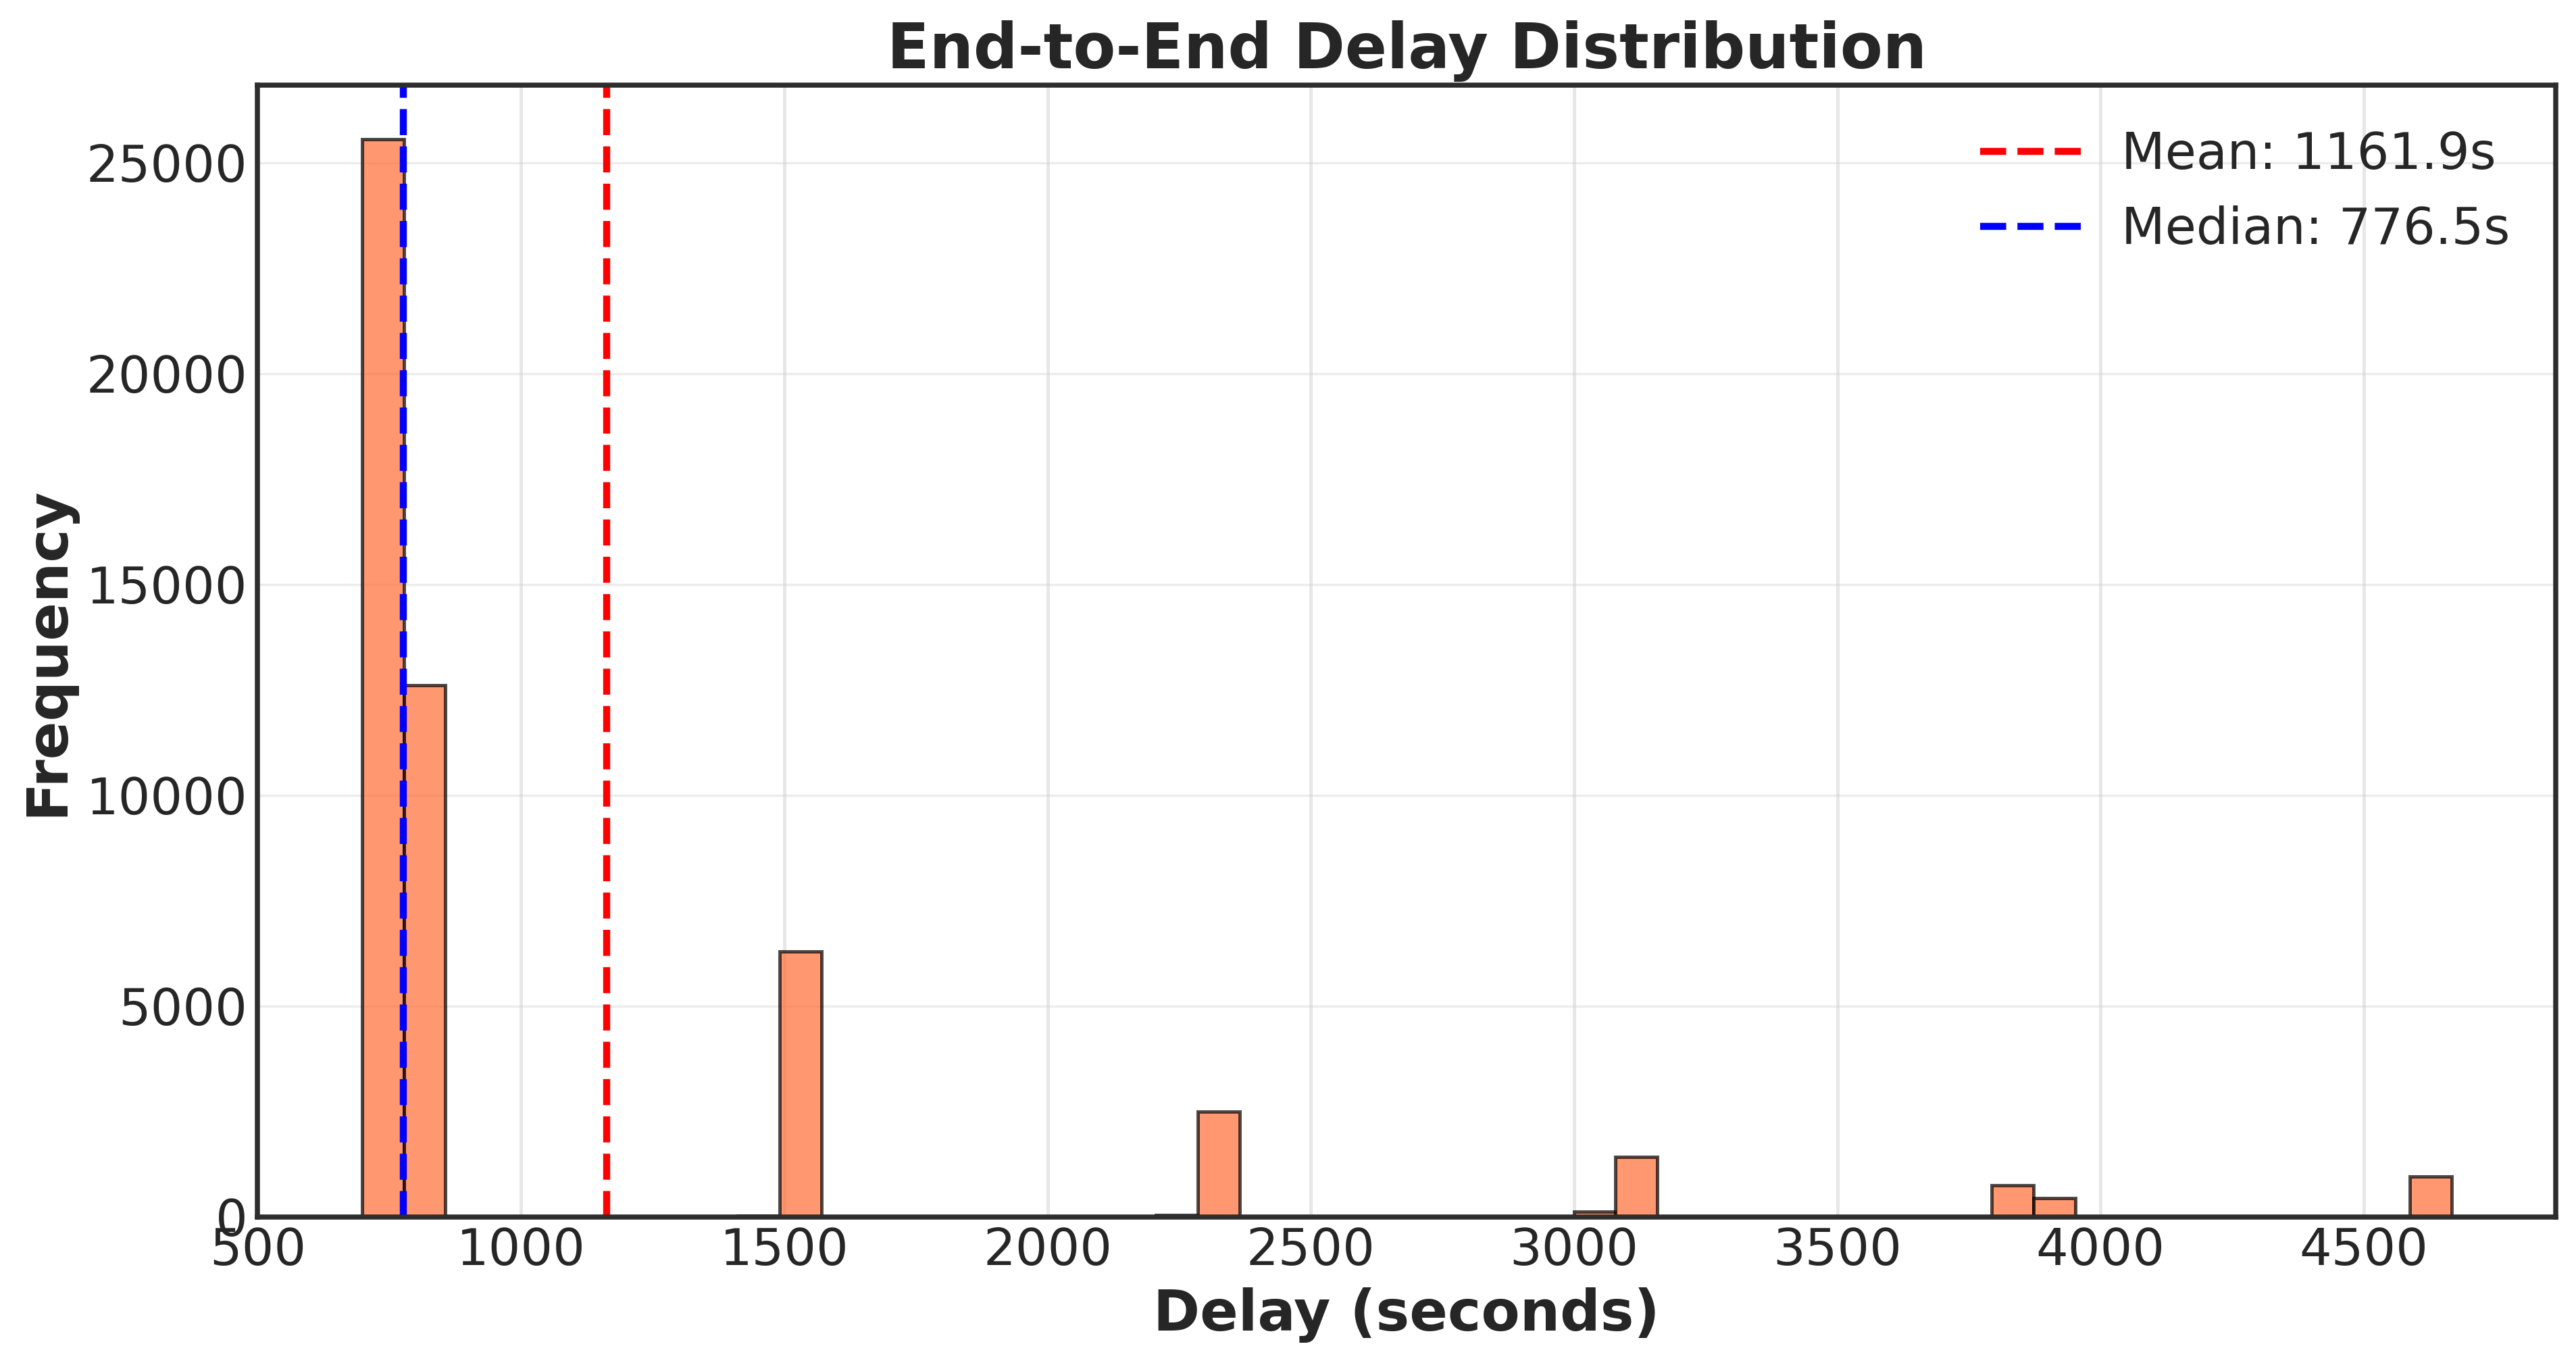 End-to-End Delay Distribution
Mean: 1161.9s
Median: 776.5s
Frequency
25000
20000
15000
10000
5000
0
500 1000 1500 2000 2500 3000 3500 4000 4500
Delay (seconds)